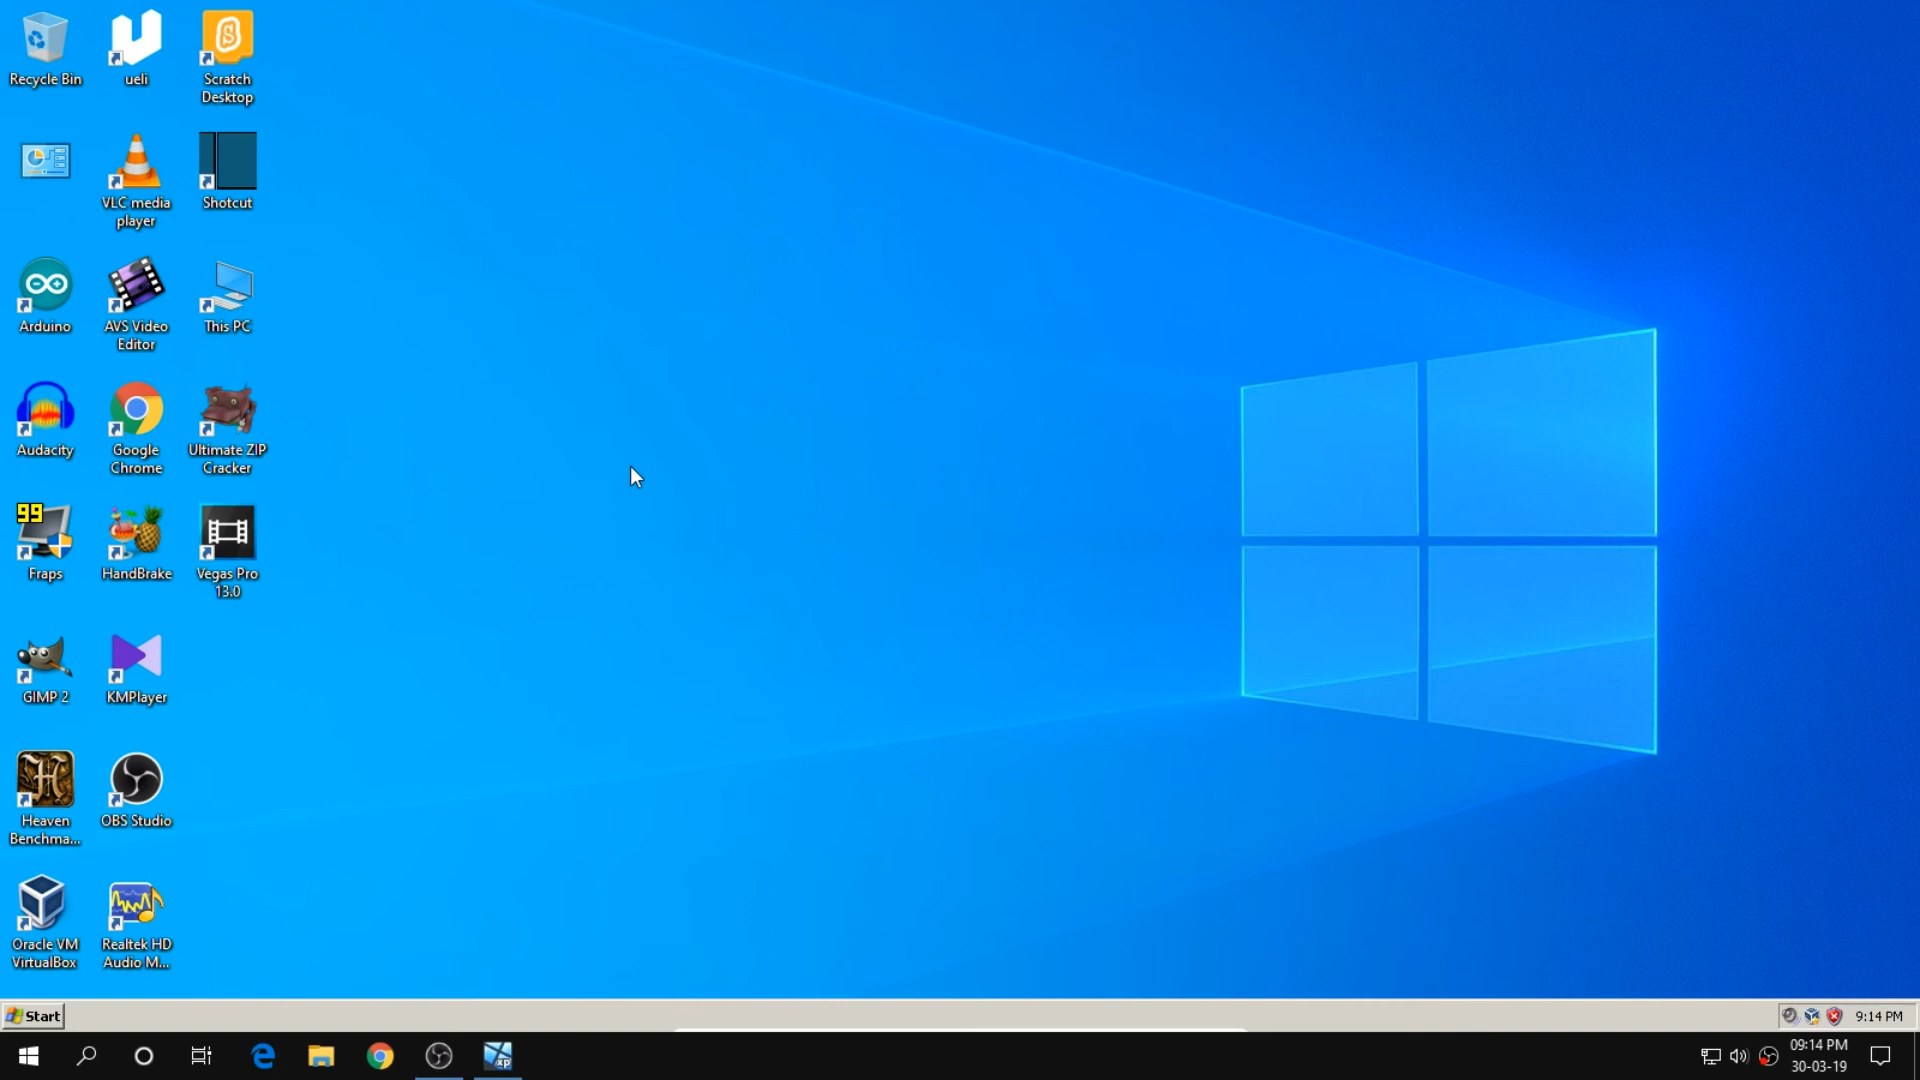 Recycle Bin
ueli
Scratch
Desktop
VLC media
player
Shotcut
Arduino
AVS Video
Editor
This PC
Audacity
Google
Chrome
Ultimate ZIP
Cracker
99
Fraps
HandBrake
Vegas Pro
13.0
GIMP 2
KMPlayer
Heaven
Benchma...
OBS Studio
Oracle VM
VirtualBox
Realtek HD
Audio M...
Start
9:14 PM
xp
09:14 PM
30-03-19